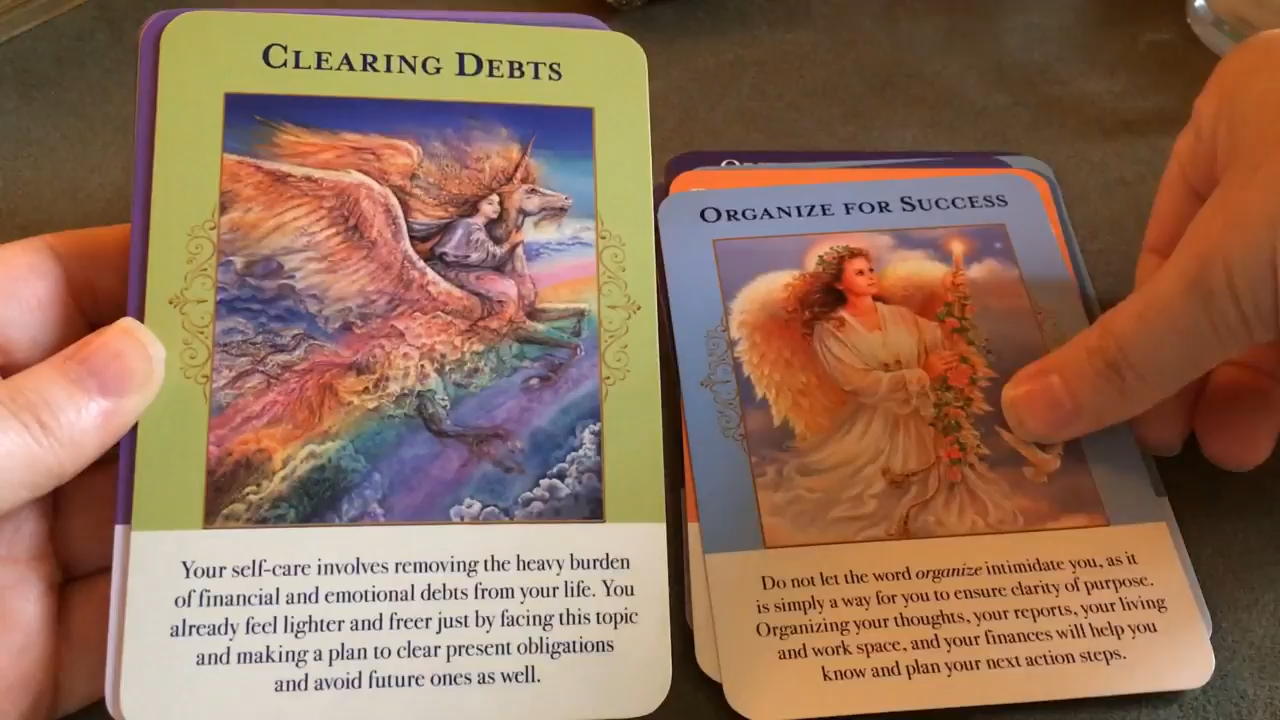 CLEARING DEBTS
Your self-care involves removing the heavy burden
of financial and emotional debts from your life. You
already feel lighter and freer just by facing this topic
and making a plan to clear present obligations
and avoid future ones as well.
ORGANIZE FOR SUCCESS
Do not let the word organize intimidate you, as it
is simply a way for you to ensure clarity of purpose.
Organizing your thoughts, your reports, your living
and work space, and your finances will help you
know and plan your next action steps.